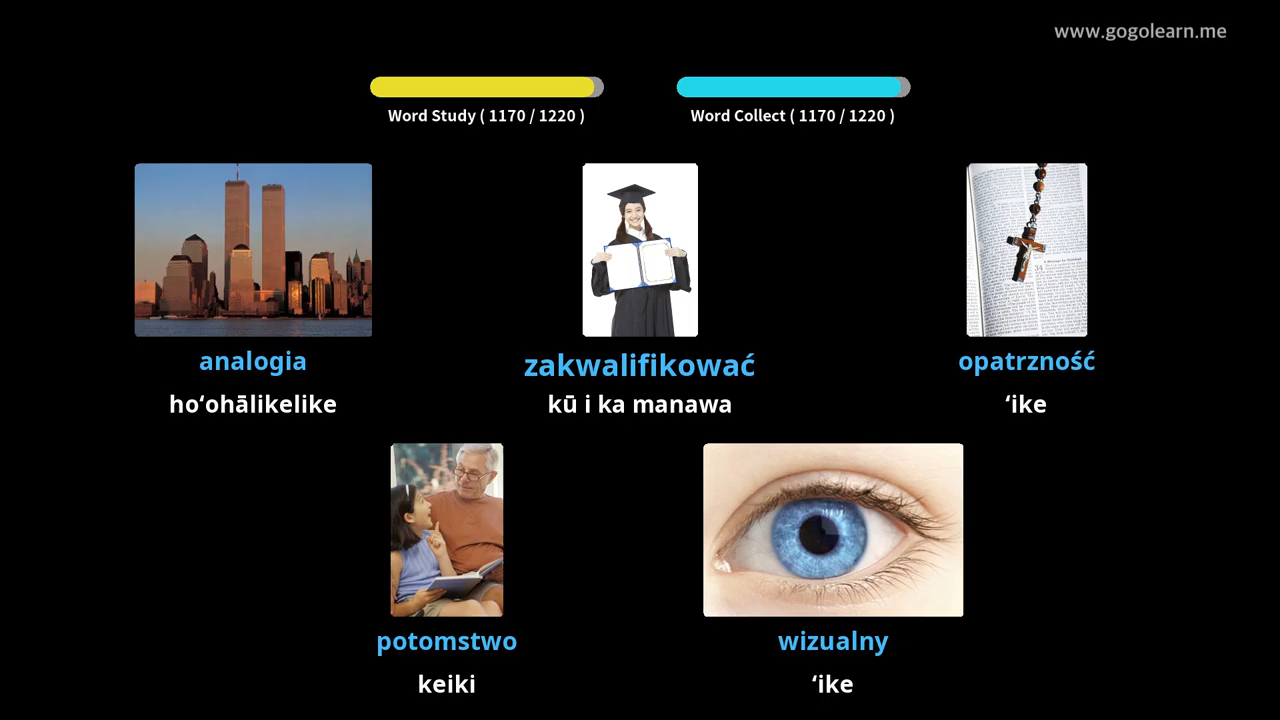 www.gogolearn.me
Word Study ( 1170 / 1220 )
Word Collect ( 1170 / 1220 )
analogia
zakwalifikować
opatrzność
hoʻohālikelike
kū i ka manawa
ʻike
potomstwo
wizualny
keiki
ʻike